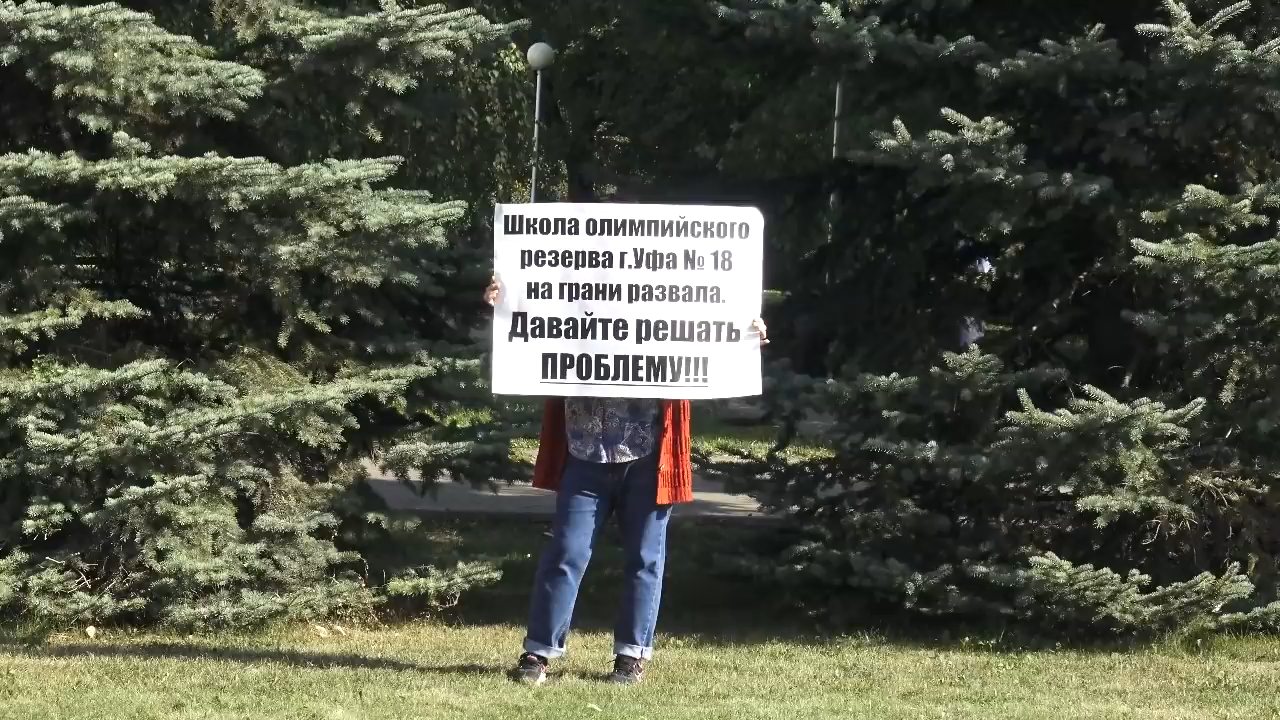 Школа олимпийского
резерва г.Уфа № 18
на грани развала.
Давайте решать
ПРОБЛЕМУ!!!